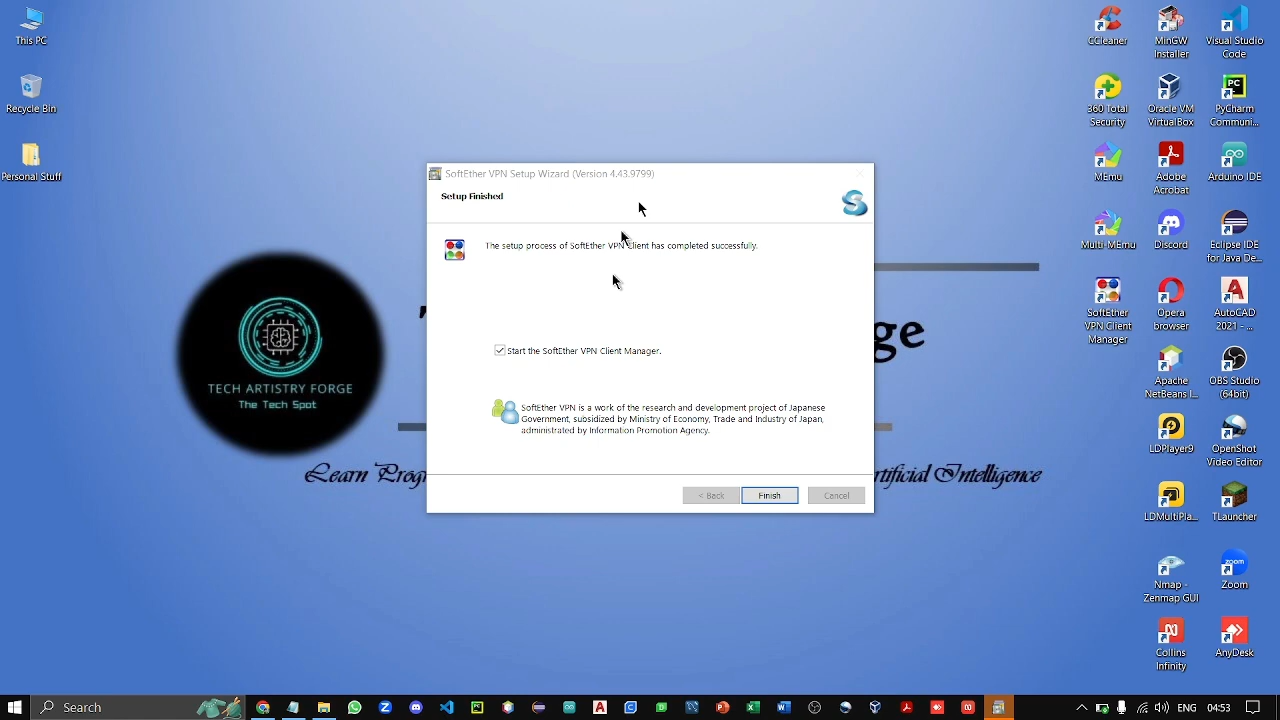 This PC
Recycle Bin
Personal Stuff
TECH ARTISTRY FORGE
The Tech Spot
SoftEther VPN Setup Wizard (Version 4.43.9799)
Setup Finished
The setup process of SoftEther VPN Client has completed successfully.
Start the SoftEther VPN Client Manager.
SoftEther VPN is a work of the research and development project of Japanese
Government, subsidized by Ministry of Economy, Trade and Industry of Japan,
administrated by Information Promotion Agency.
< Back
Finish
Cancel
Learn
Artificial Intelligence
CCleaner
MinGW
Installer
Visual Studio
Code
360 Total
Security
Oracle VM
VirtualBox
PyCharm
Communi...
MEmu
Adobe
Acrobat
Arduino IDE
Multi-MEmu
Discord
Eclipse IDE
for Java De...
SoftEther
VPN Client
Manager
Opera
browser
AutoCAD
2021 - ...
Apache
NetBeans I...
OBS Studio
(64bit)
LDPlayer9
OpenShot
Video Editor
LDMultiPla...
TLauncher
Nmap -
Zenmap GUI
zoom
Zoom
Collins
Infinity
AnyDesk
Search
ENG
04:53